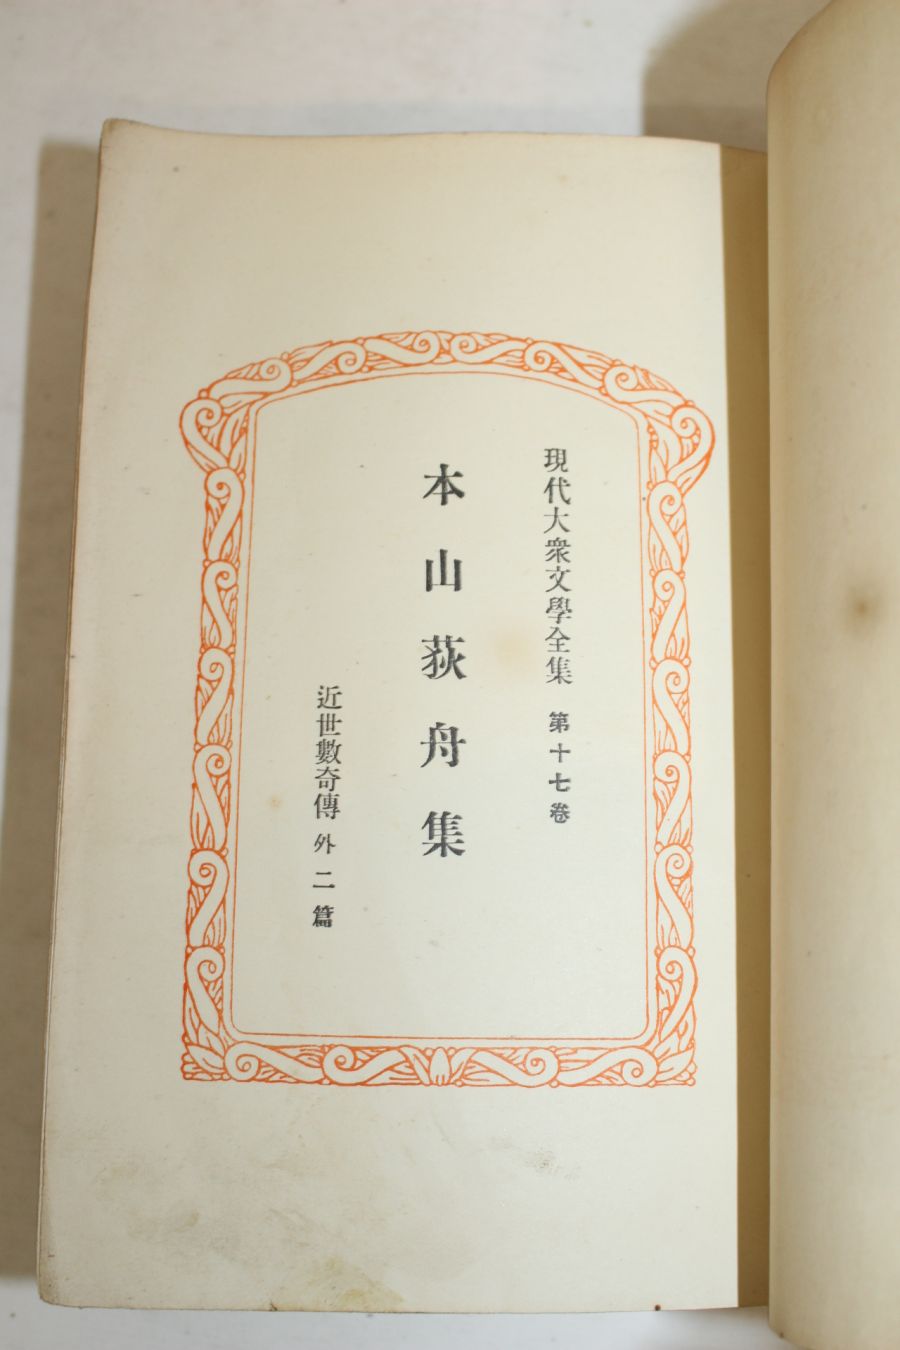 現代大衆文學全集 第十七卷
本山荻舟集
近世數奇傳 外二篇